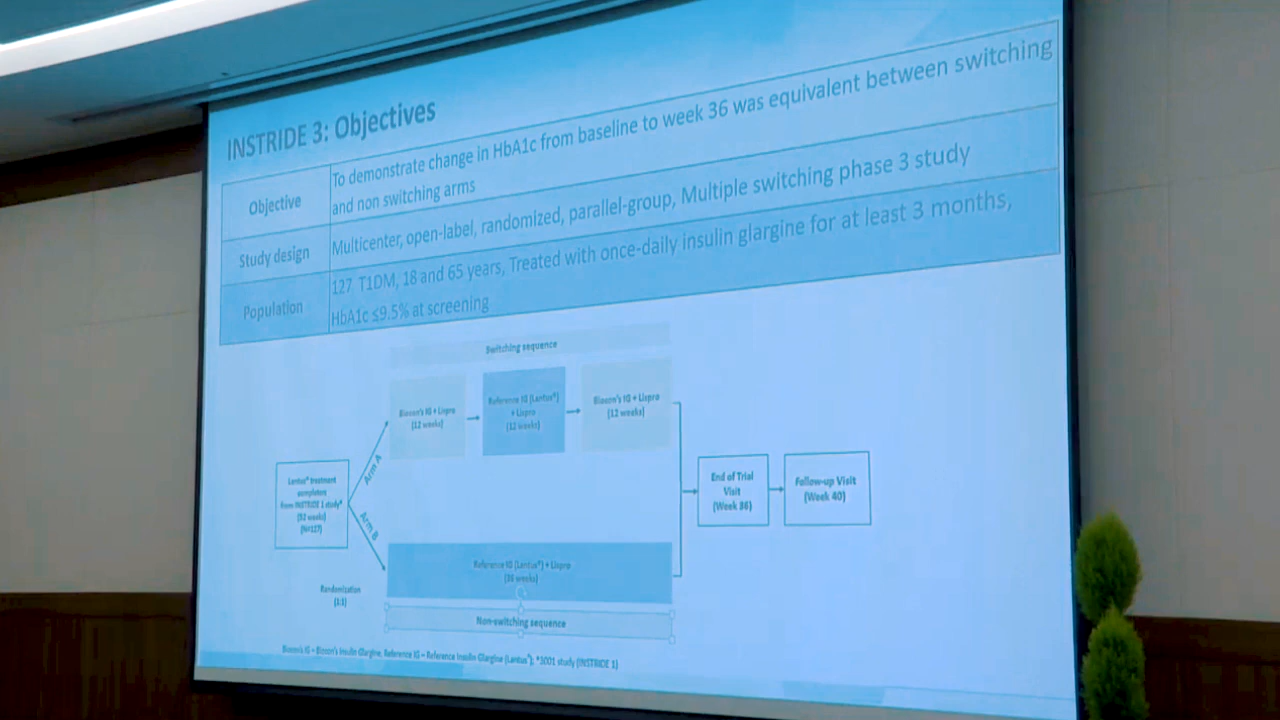 INSTRIDE 3: Objectives
Objective
To demonstrate change in HbA1c from baseline to week 36 was equivalent between switching
and non switching arms
Study design
Multicenter, open-label, randomized, parallel-group, Multiple switching phase 3 study
Population
127 T1DM, 18 and 65 years, Treated with once-daily insulin glargine for at least 3 months,
HbA1c ≤9.5% at screening
Switching sequence
Biocon's IG + Lispro
(12 weeks)
Reference IG (Lantus®)
+ Lispro
(12 weeks)
Biocon's IG + Lispro
(12 weeks)
Arm A
Lantus® treatment
completers
from INSTRIDE 1 study*
(52 weeks)
(N=127)
Arm B
End of Trial
Visit
(Week 36)
Follow-up Visit
(Week 40)
Reference IG (Lantus®) + Lispro
(36 weeks)
Randomization
(1:1)
Non-switching sequence
Biocon's IG – Biocon's Insulin Glargine, Reference IG – Reference Insulin Glargine (Lantus®); *3001 study (INSTRIDE 1)